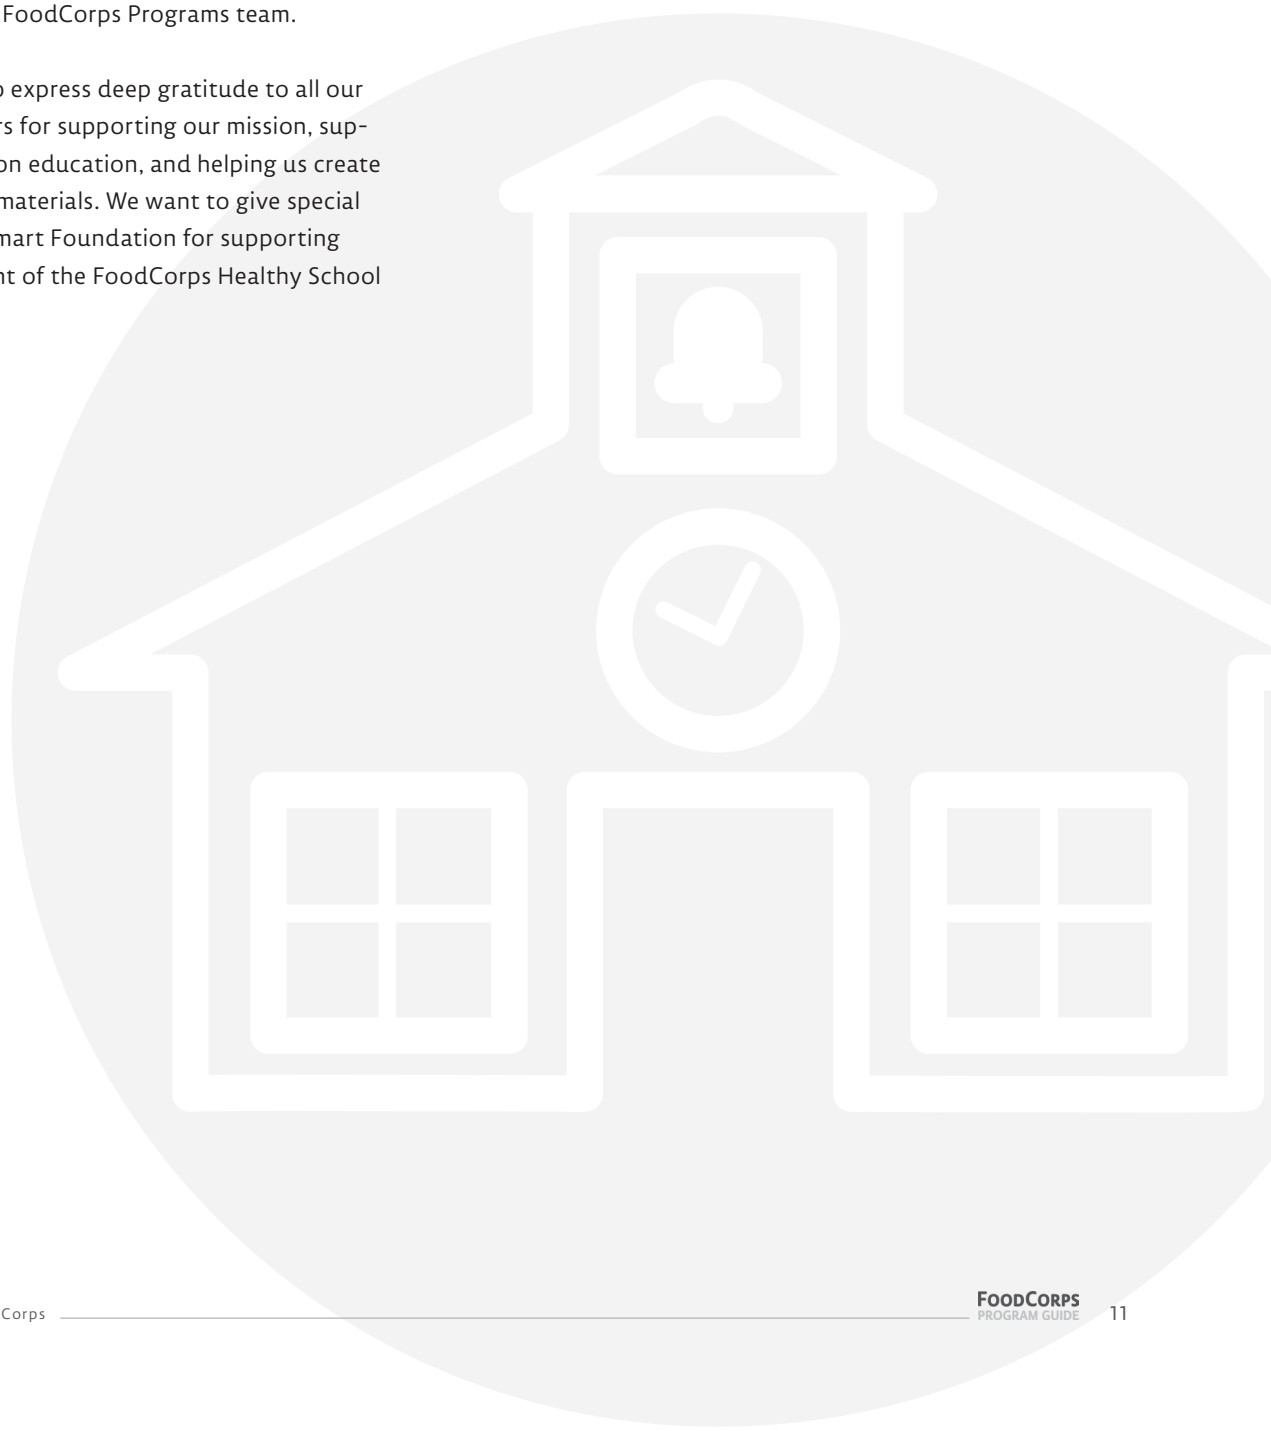 FoodCorps Programs team.
express deep gratitude to all our
for supporting our mission, sup-
on education, and helping us create
materials. We want to give special
mart Foundation for supporting
of the FoodCorps Healthy School
Corps
FOODCORPS
PROGRAM GUIDE
11